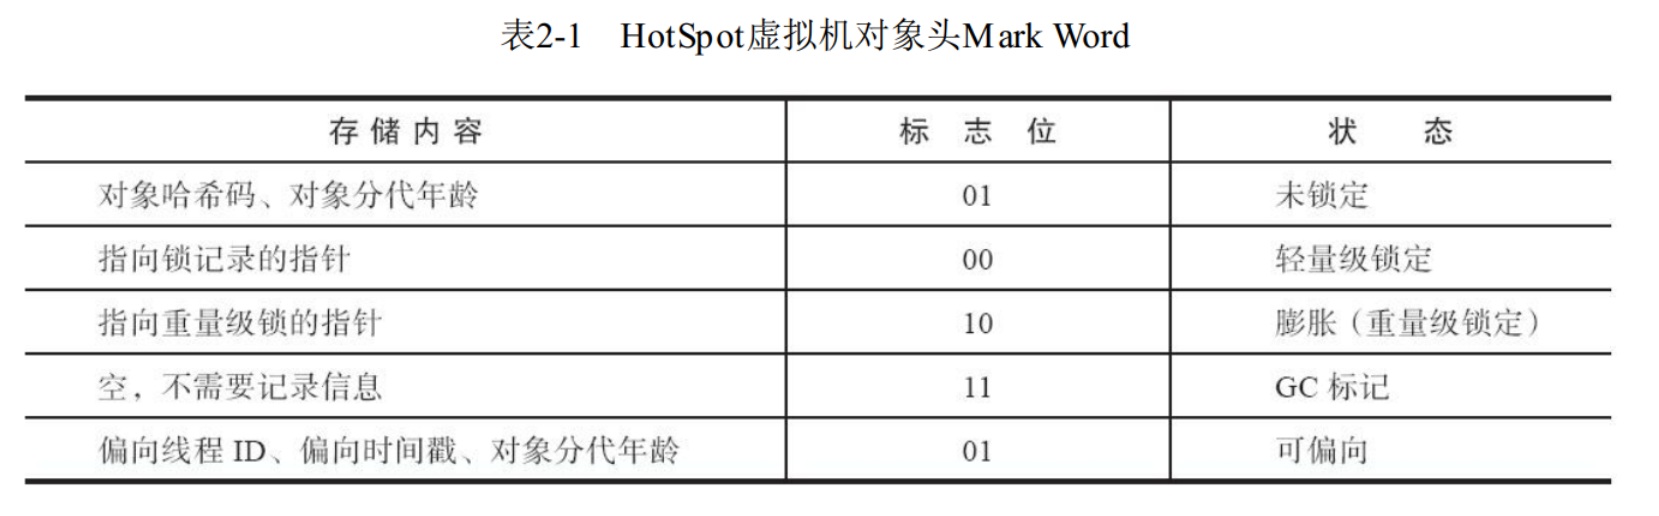 表2-1 HotSpot虚拟机对象头Mark Word
存储内容 标志位 状态
对象哈希码、对象分代年龄 01 未锁定
指向锁记录的指针 00 轻量级锁定
指向重量级锁的指针 10 膨胀（重量级锁定）
空，不需要记录信息 11 GC 标记
偏向线程 ID、偏向时间戳、对象分代年龄 01 可偏向